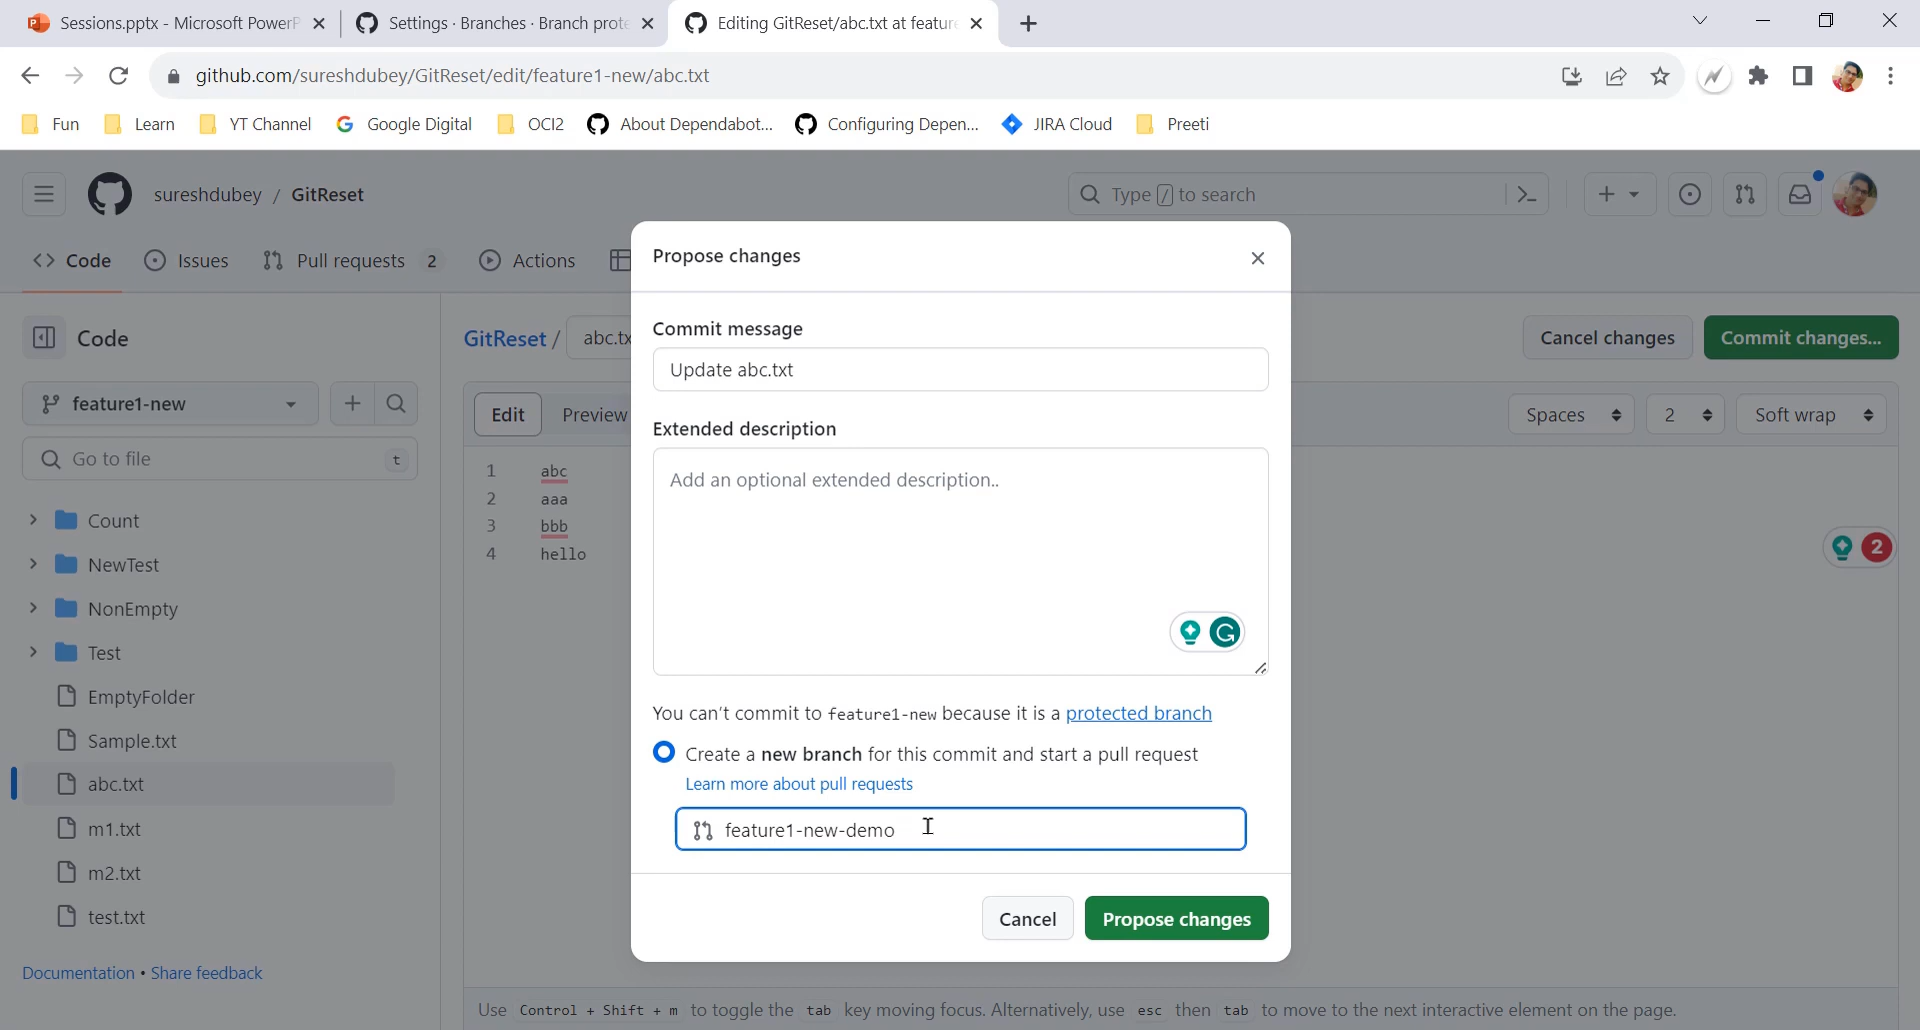 Sessions.pptx - Microsoft PowerP
Settings · Branches · Branch prote
Editing GitReset/abc.txt at feature
github.com/sureshdubey/GitReset/edit/feature1-new/abc.txt
Fun Learn YT Channel Google Digital OCI2 About Dependabot... Configuring Depen... JIRA Cloud Preeti
sureshdubey / GitReset
Type / to search
Code Issues Pull requests 2 Actions
Propose changes
Commit message
Update abc.txt
Extended description
Add an optional extended description..
You can't commit to feature1-new because it is a protected branch
Create a new branch for this commit and start a pull request
Learn more about pull requests
feature1-new-demo
Cancel Propose changes
Code
feature1-new
Go to file t
Count
NewTest
NonEmpty
Test
EmptyFolder
Sample.txt
abc.txt
m1.txt
m2.txt
test.txt
Documentation • Share feedback
GitReset / abc.tx
Cancel changes Commit changes...
Edit Preview
Spaces 2 Soft wrap
1 abc
2 aaa
3 bbb
4 hello
2
Use Control + Shift + m to toggle the tab key moving focus. Alternatively, use esc then tab to move to the next interactive element on the page.